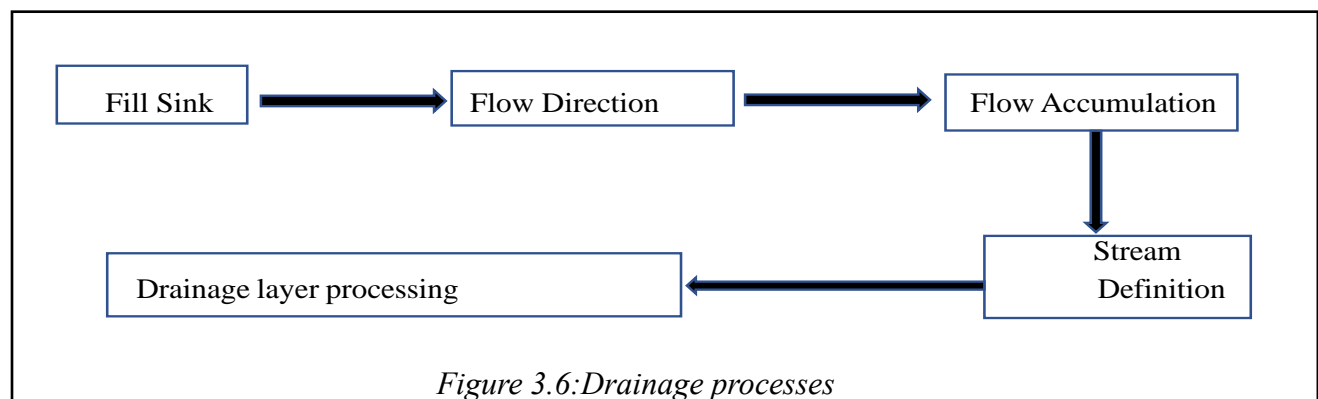 Fill Sink
Flow Direction
Flow Accumulation
Stream
Definition
Drainage layer processing
Figure 3.6:Drainage processes